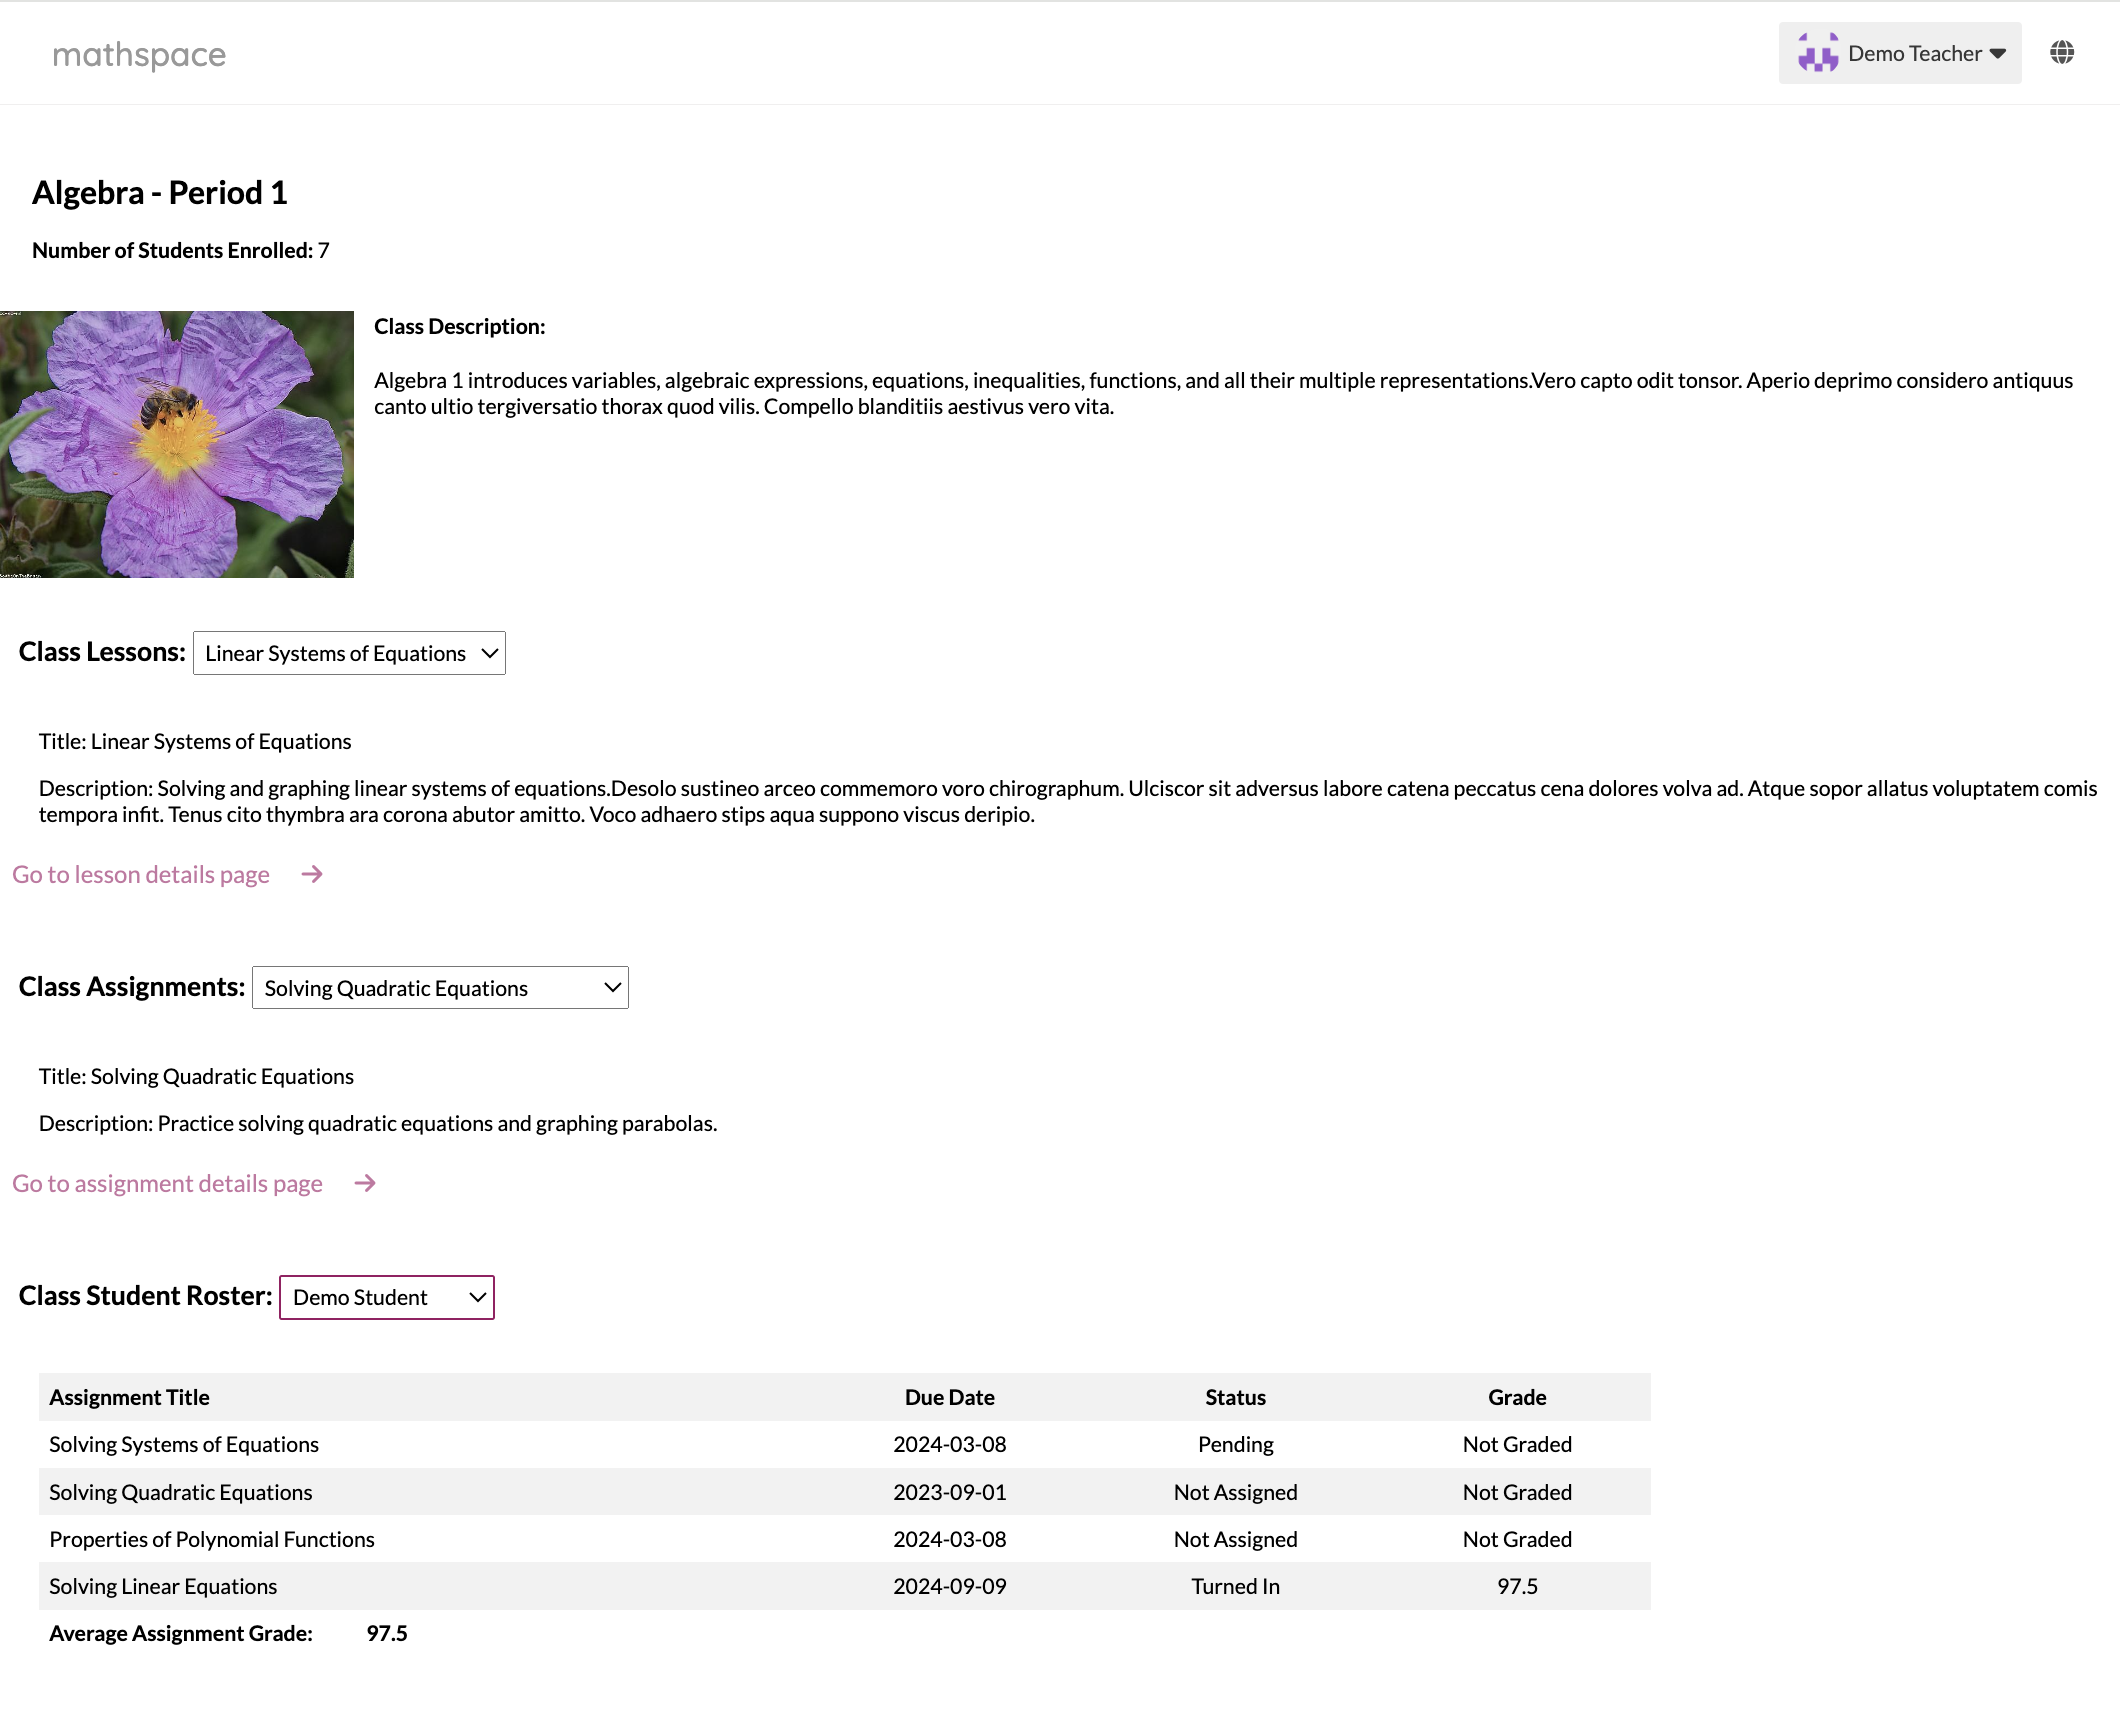 mathspace
Demo Teacher
Algebra - Period 1
Number of Students Enrolled: 7
Class Description:
Algebra 1 introduces variables, algebraic expressions, equations, inequalities, functions, and all their multiple representations.Vero capto odit tonsor. Aperio deprimo considero antiquus
canto ultio tergiversatio thorax quod vilis. Compello blanditiis aestivus vero vita.
Class Lessons: Linear Systems of Equations
Title: Linear Systems of Equations
Description: Solving and graphing linear systems of equations.Desolo sustineo arceo commemoro voro chirographum. Ulciscor sit adversus labore catena peccatus cena dolores volva ad. Atque sopor allatus voluptatem comis
tempora infit. Tenus cito thymbra ara corona abutor amitto. Voco adhaero stips aqua suppono viscus deripio.
Go to lesson details page →
Class Assignments: Solving Quadratic Equations
Title: Solving Quadratic Equations
Description: Practice solving quadratic equations and graphing parabolas.
Go to assignment details page →
Class Student Roster: Demo Student
Assignment Title Due Date Status Grade
Solving Systems of Equations 2024-03-08 Pending Not Graded
Solving Quadratic Equations 2023-09-01 Not Assigned Not Graded
Properties of Polynomial Functions 2024-03-08 Not Assigned Not Graded
Solving Linear Equations 2024-09-09 Turned In 97.5
Average Assignment Grade: 97.5